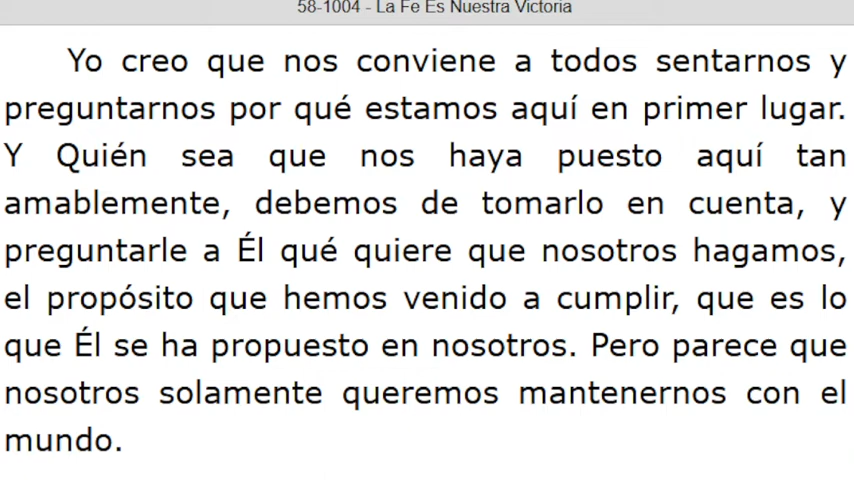 58-1004 - La Fe Es Nuestra Victoria
Yo creo que nos conviene a todos sentarnos y
preguntarnos por qué estamos aquí en primer lugar.
Y Quién sea que nos haya puesto aquí tan
amablemente, debemos de tomarlo en cuenta, y
preguntarle a Él qué quiere que nosotros hagamos,
el propósito que hemos venido a cumplir, que es lo
que Él se ha propuesto en nosotros. Pero parece que
nosotros solamente queremos mantenernos con el
mundo.